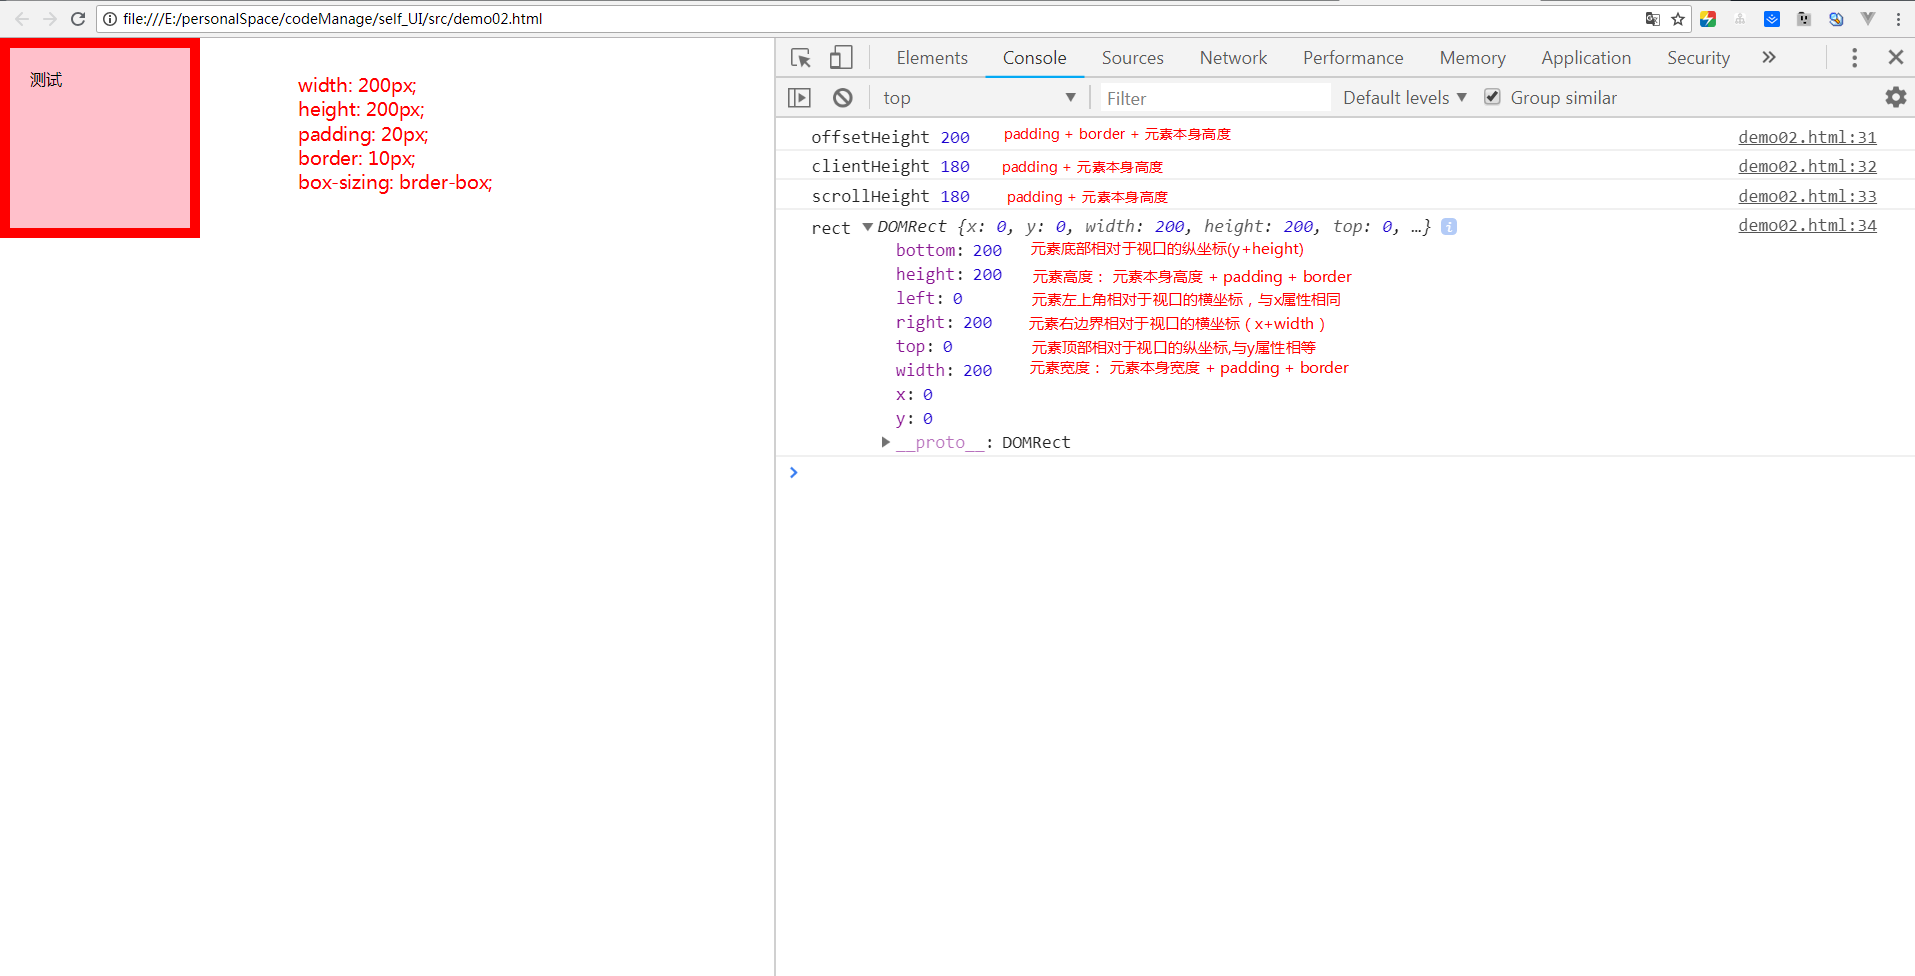 file:///E:/personalSpace/codeManage/self_UI/src/demo02.html
测试
width: 200px;
height: 200px;
padding: 20px;
border: 10px;
box-sizing: brder-box;
Elements Console Sources Network Performance Memory Application Security »
top Filter Default levels Group similar
offsetHeight 200 padding + border + 元素本身高度 demo02.html:31
clientHeight 180 padding + 元素本身高度 demo02.html:32
scrollHeight 180 padding + 元素本身高度 demo02.html:33
rect DOMRect {x: 0, y: 0, width: 200, height: 200, top: 0, …} i demo02.html:34
bottom: 200 元素底部相对于视口的纵坐标(y+height)
height: 200 元素高度： 元素本身高度 + padding + border
left: 0 元素左上角相对于视口的横坐标，与x属性相同
right: 200 元素右边界相对于视口的横坐标（x+width）
top: 0 元素顶部相对于视口的纵坐标,与y属性相等
width: 200 元素宽度： 元素本身宽度 + padding + border
x: 0
y: 0
__proto__: DOMRect